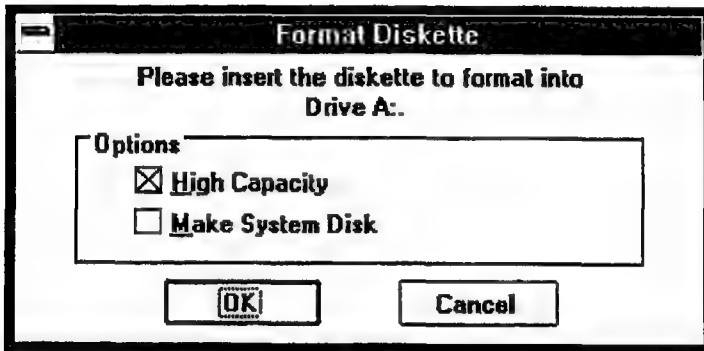 Format Diskette
Please insert the diskette to format into
Drive A:.
Options
High Capacity
Make System Disk
OK
Cancel